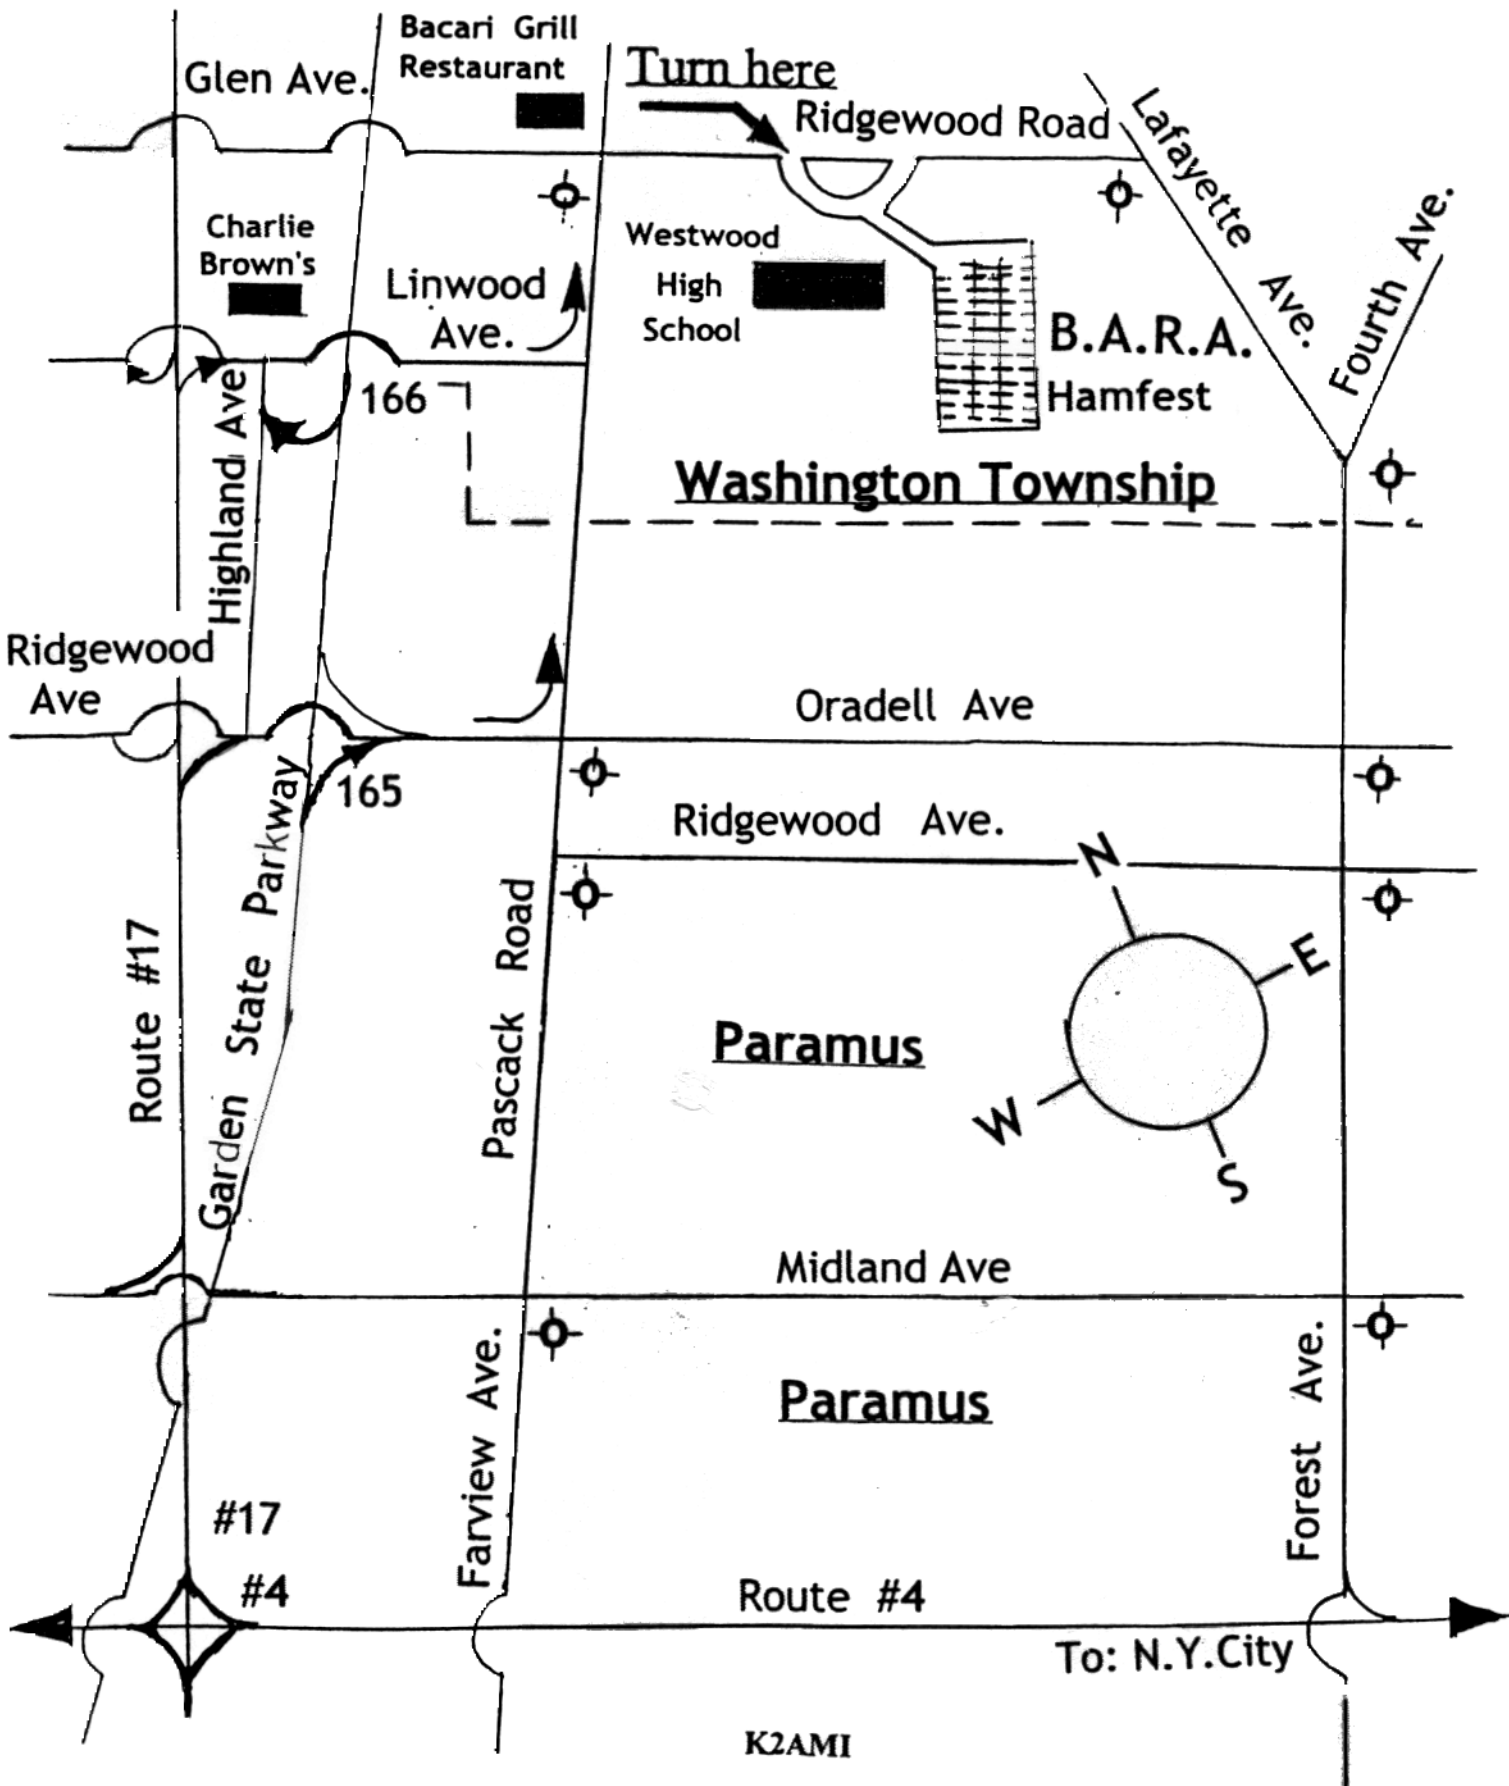 Bacari Grill
Restaurant
Glen Ave.
Turn here
Ridgewood Road
Lafayette Ave.
Fourth Ave.
Charlie
Brown's
Linwood
Ave.
Westwood
High
School
B.A.R.A.
Hamfest
166
Highland Ave
Washington Township
Ridgewood
Ave
Oradell Ave
165
Ridgewood Ave.
N
E
W
S
Garden State Parkway
Route #17
Pascack Road
Paramus
Midland Ave
Farview Ave.
Paramus
Forest Ave.
#17
#4
Route #4
To: N.Y.City
K2AMI